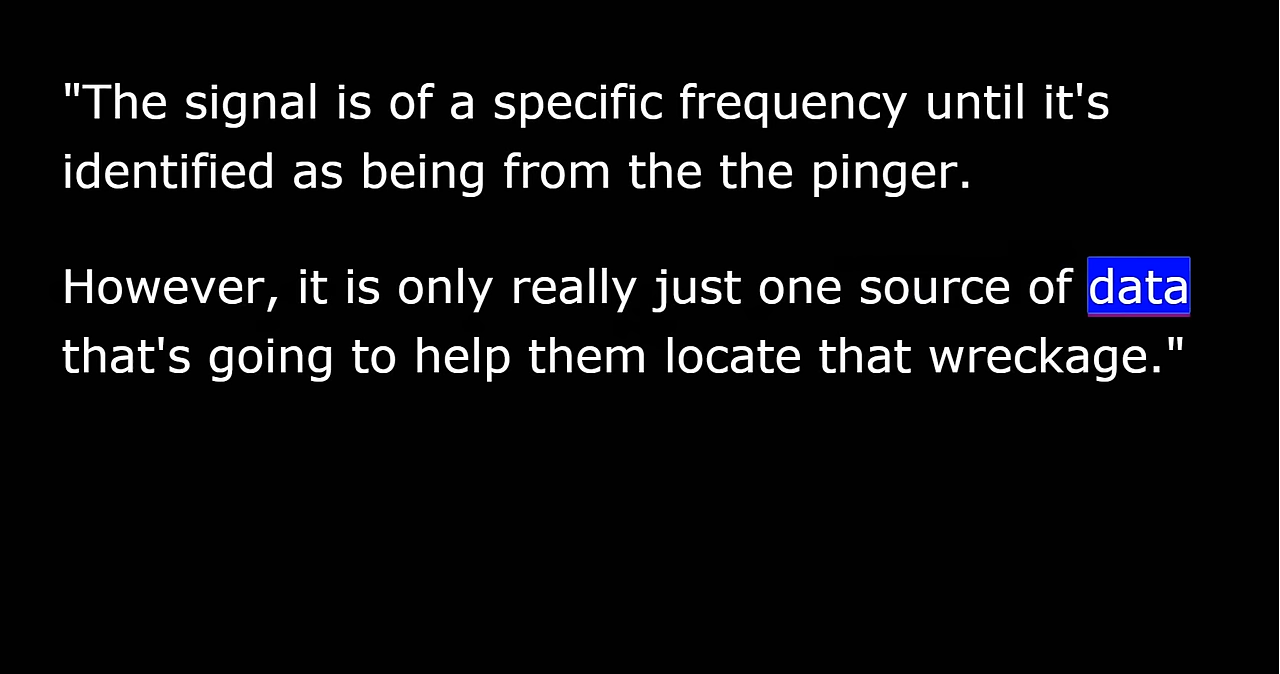 "The signal is of a specific frequency until it's
identified as being from the the pinger.
However, it is only really just one source of data
that's going to help them locate that wreckage."